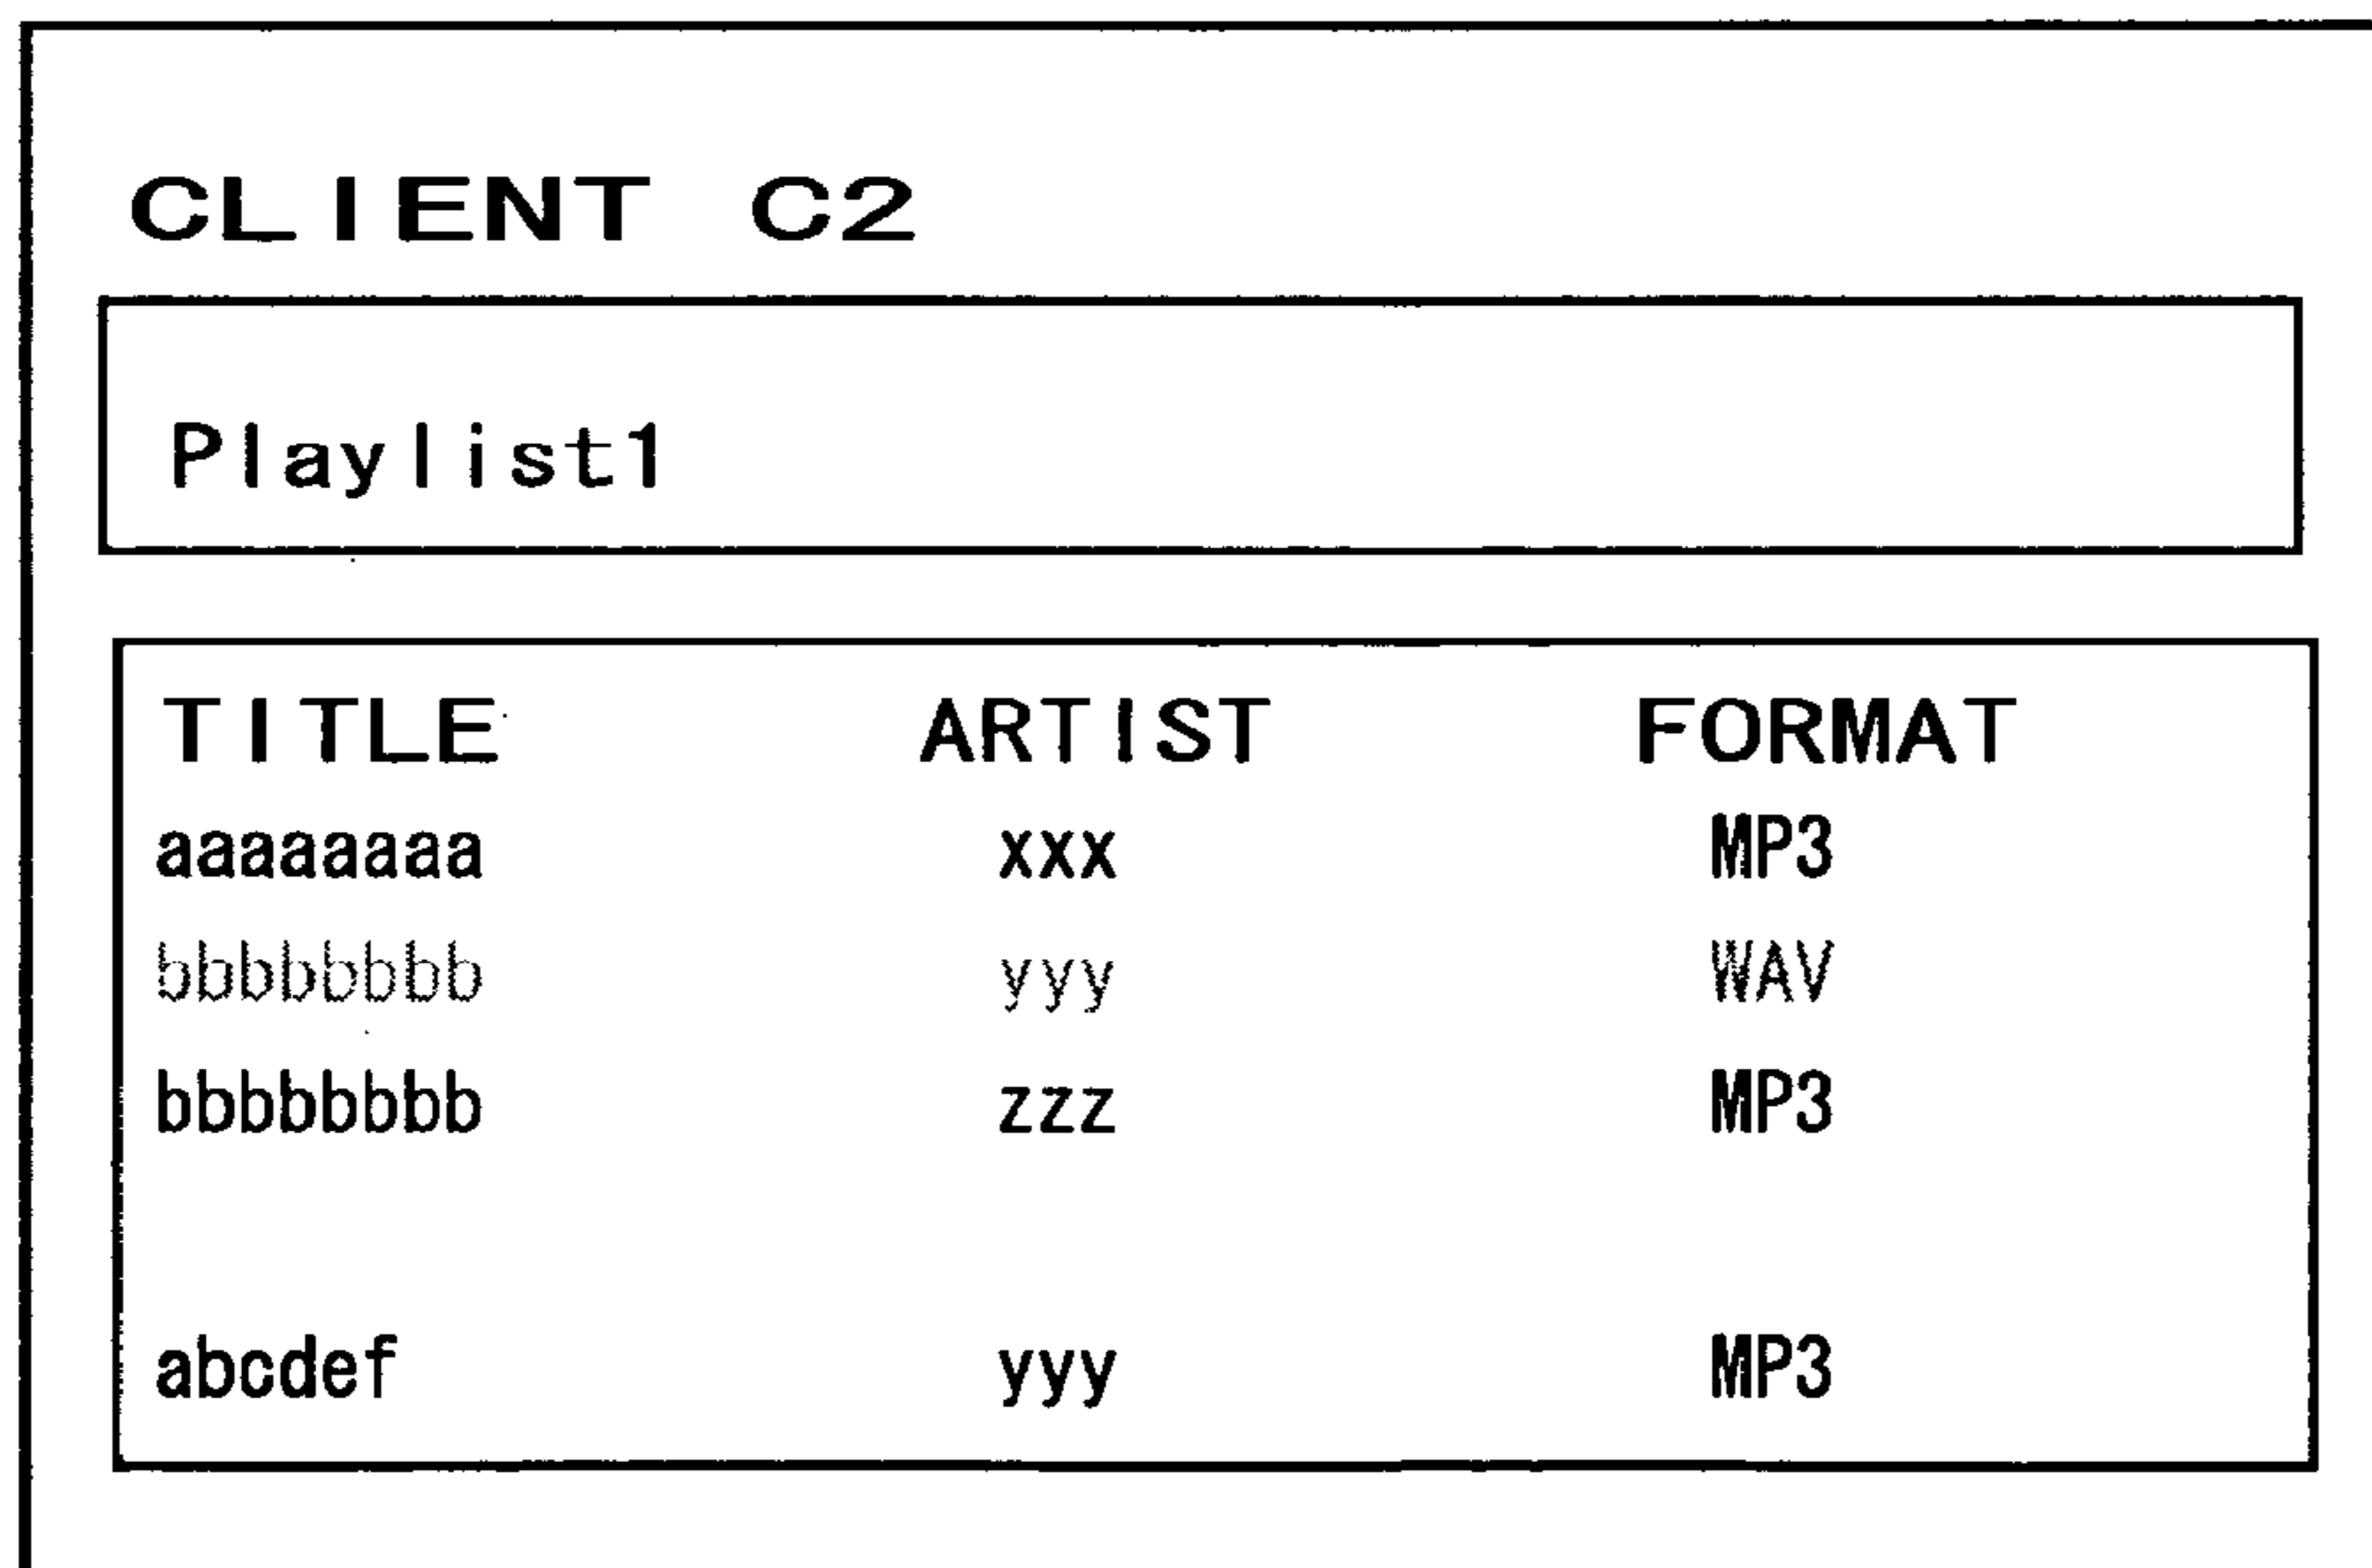 CLIENT C2
Playlist1
TITLE ARTIST FORMAT
aaaaaaaa xxx MP3
bbbbbbbb yyy WAV
bbbbbbbb zzz MP3
abcdef yyy MP3